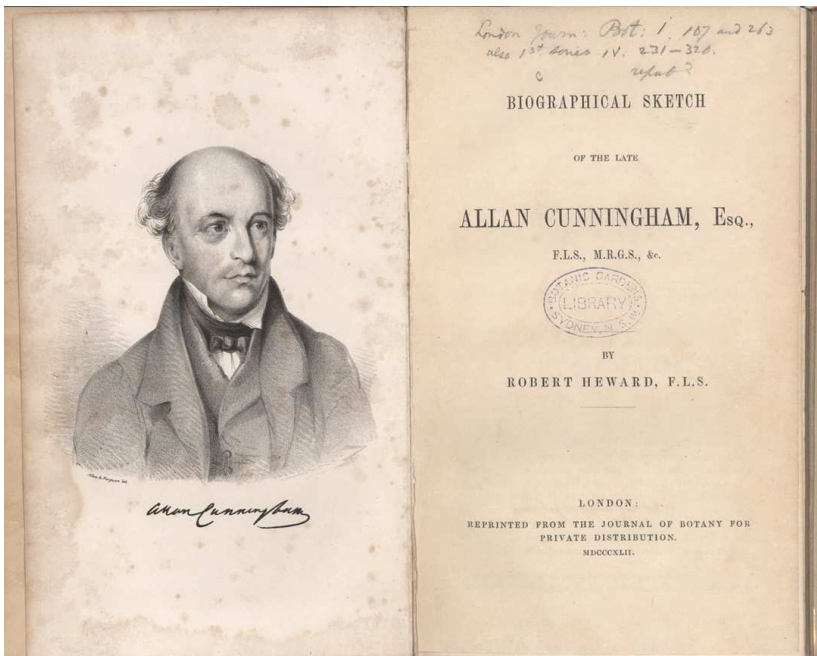 Allan Cunningham
London Journ: Bot: 1. 107 and 263
also 1st series IV. 231–320.
BIOGRAPHICAL SKETCH
OF THE LATE
ALLAN CUNNINGHAM, Esq.,
F.L.S., M.R.G.S., &c.
BOTANIC GARDENS
LIBRARY
SYDNEY, N.S.W.
BY
ROBERT HEWARD, F.L.S.
LONDON:
REPRINTED FROM THE JOURNAL OF BOTANY FOR
PRIVATE DISTRIBUTION.
MDCCCXLII.